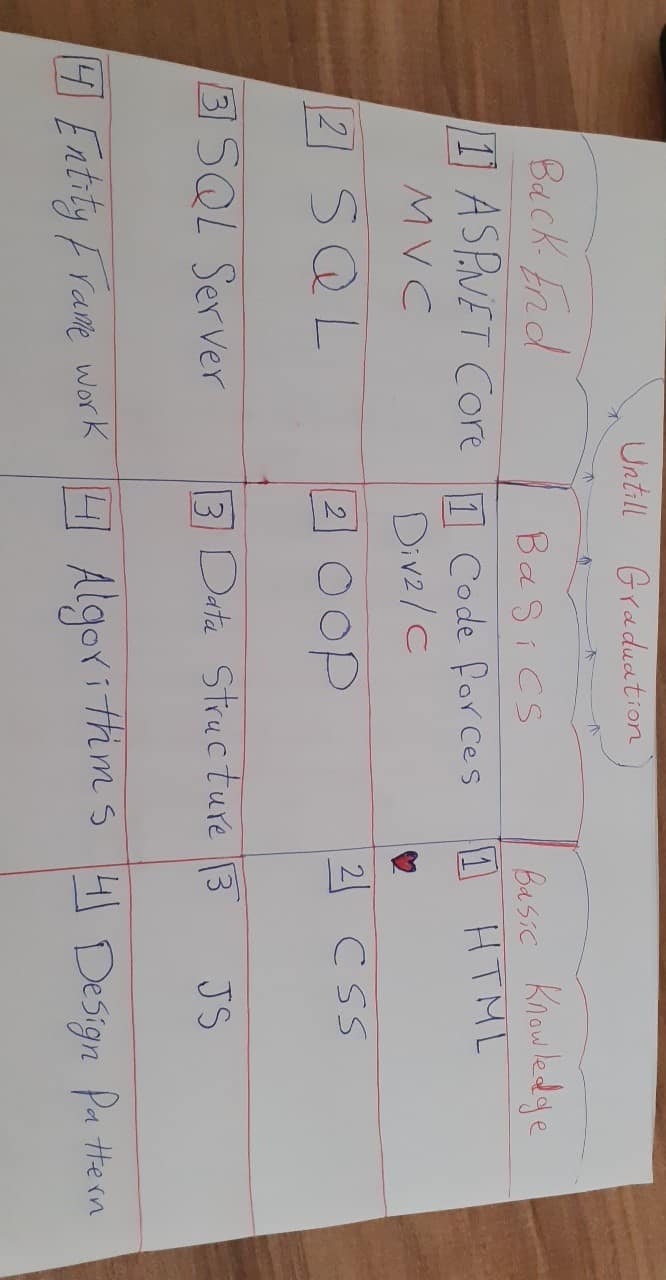 Untill Graduation
Back-End
Basics
Basic Knowledge
1 ASP.NET Core
MVC
1 Code forces
Div2/C
1 HTML
2 SQL
2 OOP
2 CSS
3 SQL Server
3 Data Structure
3 JS
4 Entity Frame work
4 Algorithms
4 Design Pattern